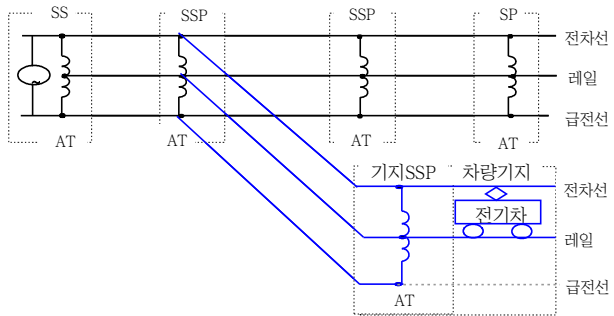 SS SSP SSP SP
전차선
레일
급전선
AT AT AT AT
기지SSP 차량기지
전차선
전기차
레일
급전선
AT